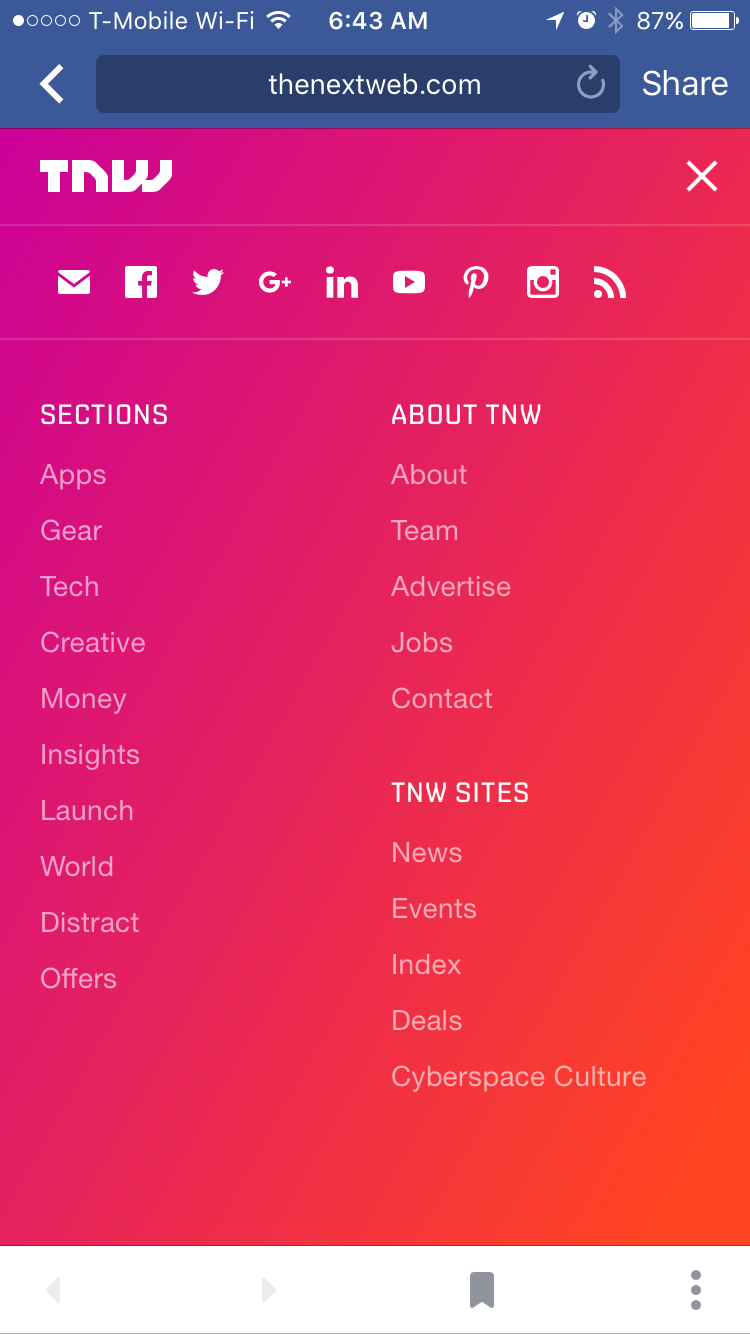 T-Mobile Wi-Fi 6:43 AM 87%
thenextweb.com Share
TNW
SECTIONS
Apps
Gear
Tech
Creative
Money
Insights
Launch
World
Distract
Offers
ABOUT TNW
About
Team
Advertise
Jobs
Contact
TNW SITES
News
Events
Index
Deals
Cyberspace Culture